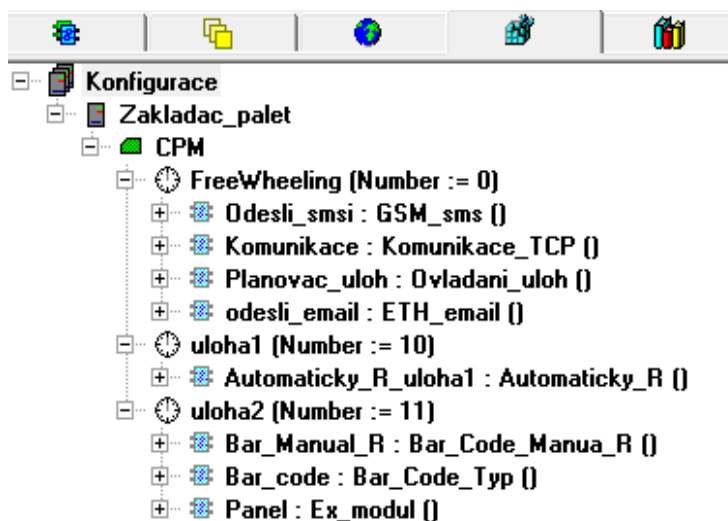 Konfigurace
Zakladac_palet
CPM
FreeWheeling (Number := 0)
Odesli_smsi : GSM_sms ()
Komunikace : Komunikace_TCP ()
Planovac_uloh : Ovladani_uloh ()
odesli_email : ETH_email ()
uloha1 (Number := 10)
Automaticky_R_uloha1 : Automaticky_R ()
uloha2 (Number := 11)
Bar_Manual_R : Bar_Code_Manua_R ()
Bar_code : Bar_Code_Typ ()
Panel : Ex_modul ()